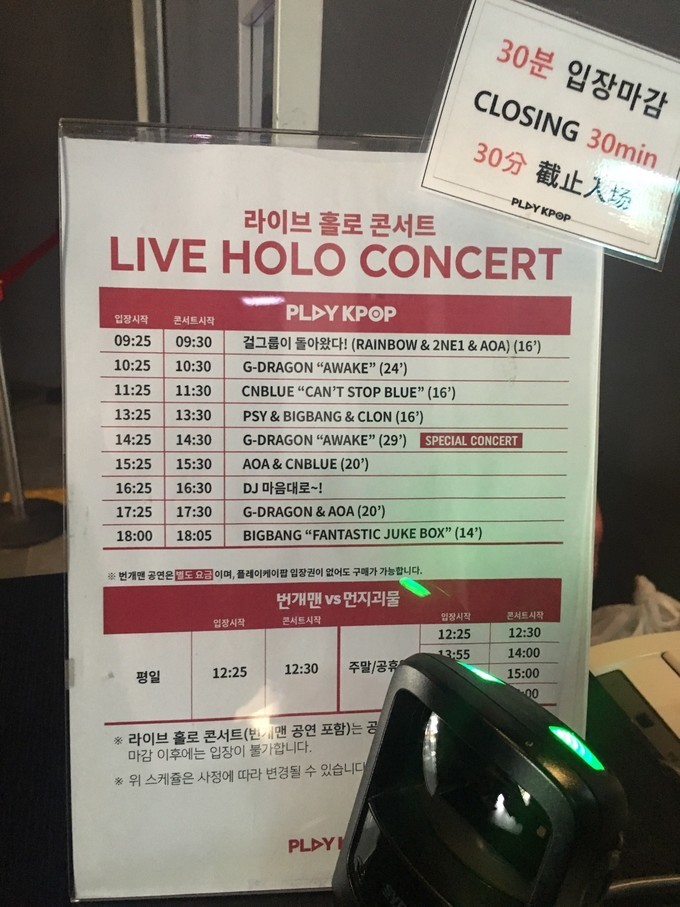 30분 입장마감
CLOSING 30min
30分 截止入场
PLAY KPOP
라이브 홀로 콘서트
LIVE HOLO CONCERT
입장시작 콘서트시작 PLAY KPOP
09:25 09:30 걸그룹이 돌아왔다! (RAINBOW & 2NE1 & AOA) (16’)
10:25 10:30 G-DRAGON “AWAKE” (24’)
11:25 11:30 CNBLUE “CAN’T STOP BLUE” (16’)
13:25 13:30 PSY & BIGBANG & CLON (16’)
14:25 14:30 G-DRAGON “AWAKE” (29’) SPECIAL CONCERT
15:25 15:30 AOA & CNBLUE (20’)
16:25 16:30 DJ 마음대로~!
17:25 17:30 G-DRAGON & AOA (20’)
18:00 18:05 BIGBANG “FANTASTIC JUKE BOX” (14’)
※ 번개맨 공연은 별도 요금이며, 플레이케이팝 입장권이 없어도 구매가 가능합니다.
번개맨 vs 먼지괴물
입장시작 콘서트시작 입장시작 콘서트시작
평일 12:25 12:30 주말/공휴
12:25 12:30
13:55 14:00
15:00
:00
※ 라이브 홀로 콘서트(번개맨 공연 포함)는 공
마감 이후에는 입장이 불가합니다.
※ 위 스케쥴은 사정에 따라 변경될 수 있습니다
PLAY